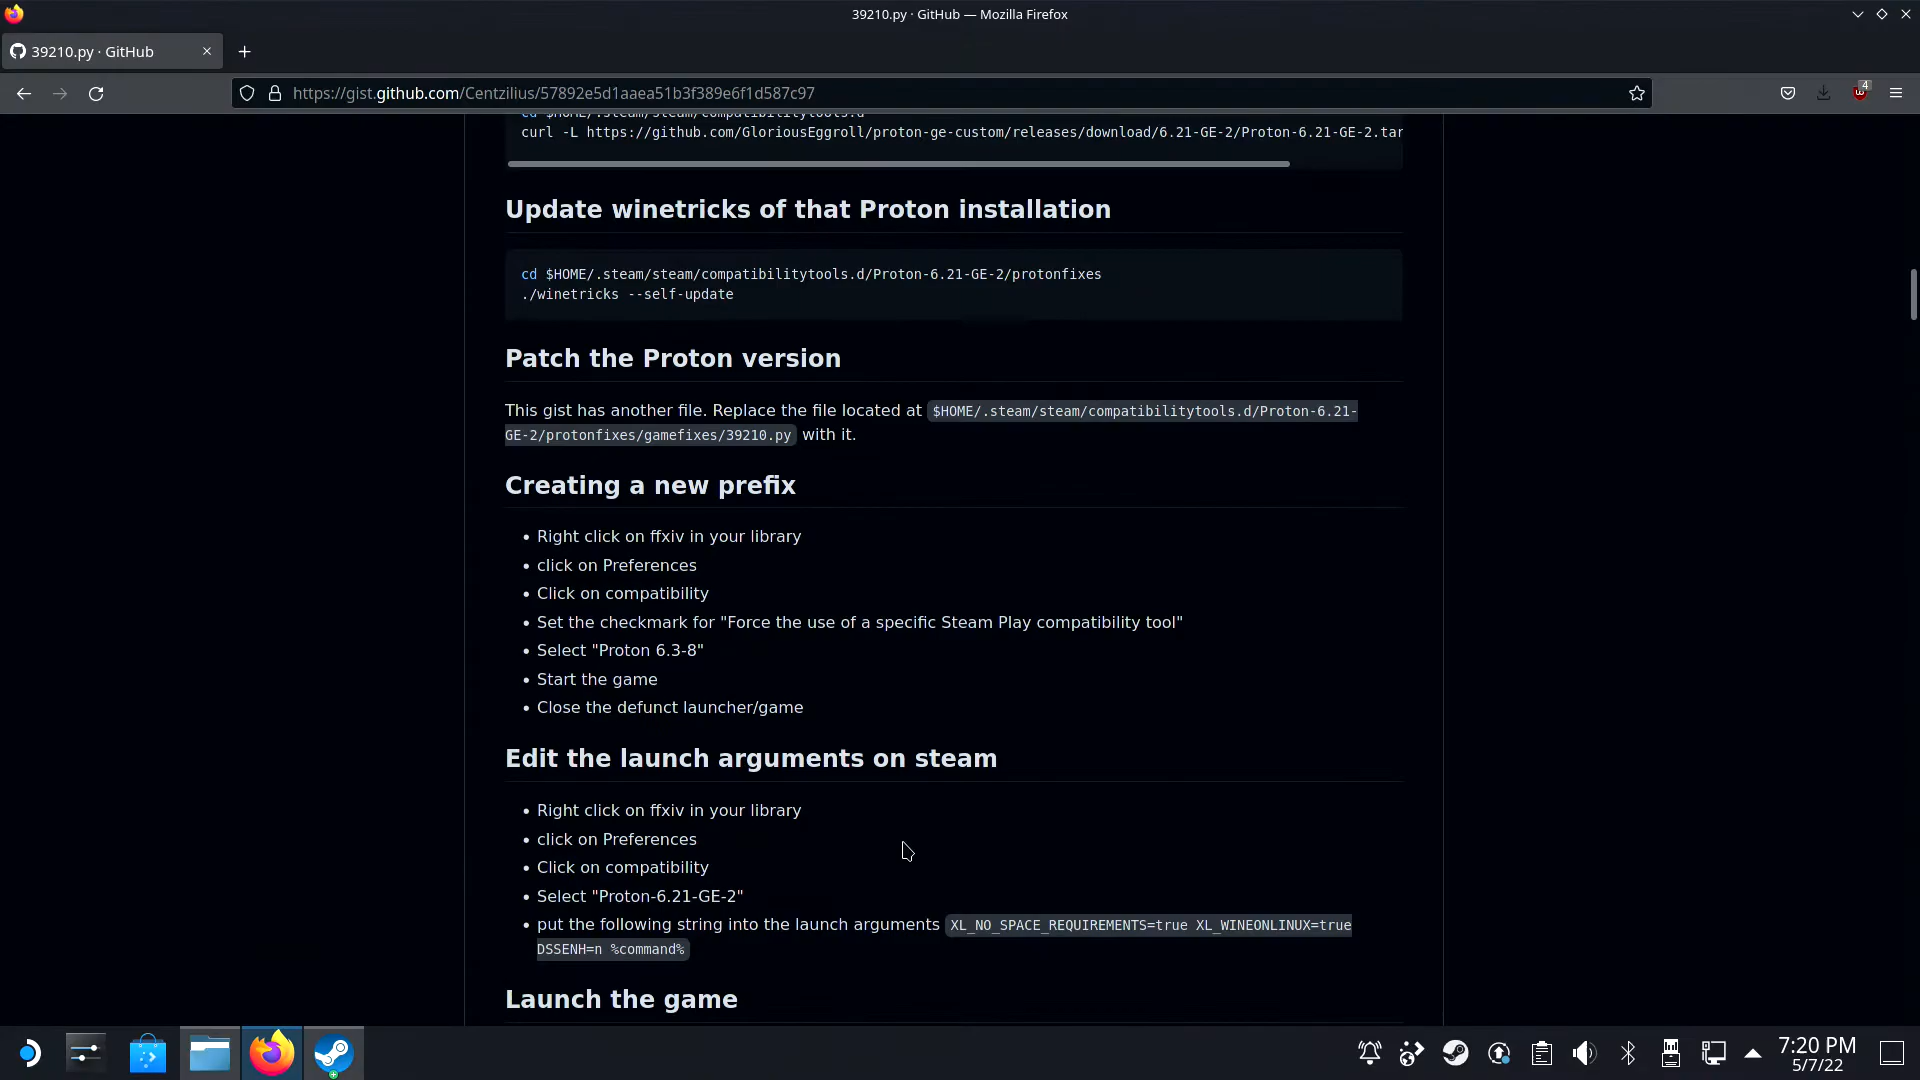 39210.py · GitHub — Mozilla Firefox
39210.py · GitHub
https://gist.github.com/Centzilius/57892e5d1aaea51b3f389e6f1d587c97
4
cd $HOME/.steam/steam/compatibilitytools.d
curl -L https://github.com/GloriousEggroll/proton-ge-custom/releases/download/6.21-GE-2/Proton-6.21-GE-2.tar
Update winetricks of that Proton installation
cd $HOME/.steam/steam/compatibilitytools.d/Proton-6.21-GE-2/protonfixes
./winetricks --self-update
Patch the Proton version
This gist has another file. Replace the file located at $HOME/.steam/steam/compatibilitytools.d/Proton-6.21-
GE-2/protonfixes/gamefixes/39210.py with it.
Creating a new prefix
• Right click on ffxiv in your library
• click on Preferences
• Click on compatibility
• Set the checkmark for "Force the use of a specific Steam Play compatibility tool"
• Select "Proton 6.3-8"
• Start the game
• Close the defunct launcher/game
Edit the launch arguments on steam
• Right click on ffxiv in your library
• click on Preferences
• Click on compatibility
• Select "Proton-6.21-GE-2"
• put the following string into the launch arguments XL_NO_SPACE_REQUIREMENTS=true XL_WINEONLINUX=true
DSSENH=n %command%
Launch the game
7:20 PM
5/7/22